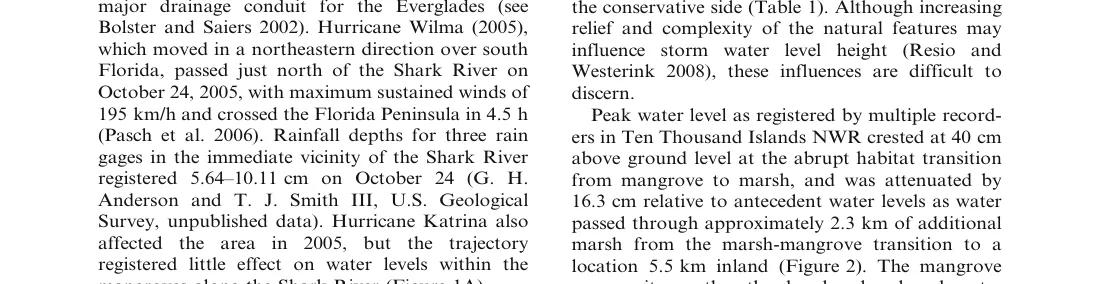 major drainage conduit for the Everglades (see
Bolster and Saiers 2002). Hurricane Wilma (2005),
which moved in a northeastern direction over south
Florida, passed just north of the Shark River on
October 24, 2005, with maximum sustained winds of
195 km/h and crossed the Florida Peninsula in 4.5 h
(Pasch et al. 2006). Rainfall depths for three rain
gages in the immediate vicinity of the Shark River
registered 5.64–10.11 cm on October 24 (G. H.
Anderson and T. J. Smith III, U.S. Geological
Survey, unpublished data). Hurricane Katrina also
affected the area in 2005, but the trajectory
registered little effect on water levels within the
mangroves along the Shark River (Figure 1A).
the conservative side (Table 1). Although increasing
relief and complexity of the natural features may
influence storm water level height (Resio and
Westerink 2008), these influences are difficult to
discern.
Peak water level as registered by multiple record-
ers in Ten Thousand Islands NWR crested at 40 cm
above ground level at the abrupt habitat transition
from mangrove to marsh, and was attenuated by
16.3 cm relative to antecedent water levels as water
passed through approximately 2.3 km of additional
marsh from the marsh-mangrove transition to a
location 5.5 km inland (Figure 2). The mangrove